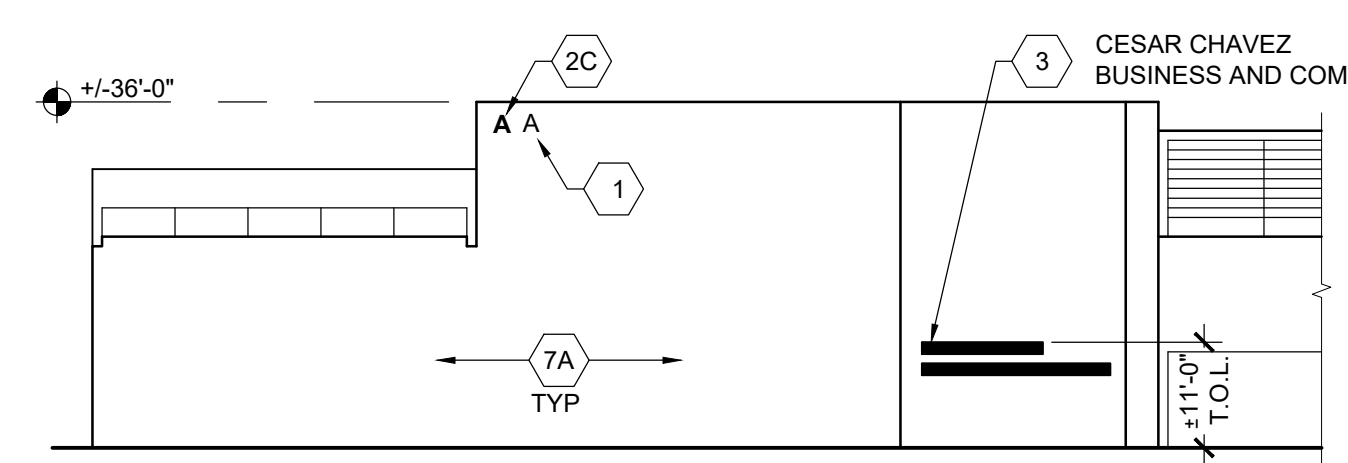 2C
3
CESAR CHAVEZ
BUSINESS AND COM
+/-36'-0"
A A
1
7A
TYP
±11'-0"
T.O.L.